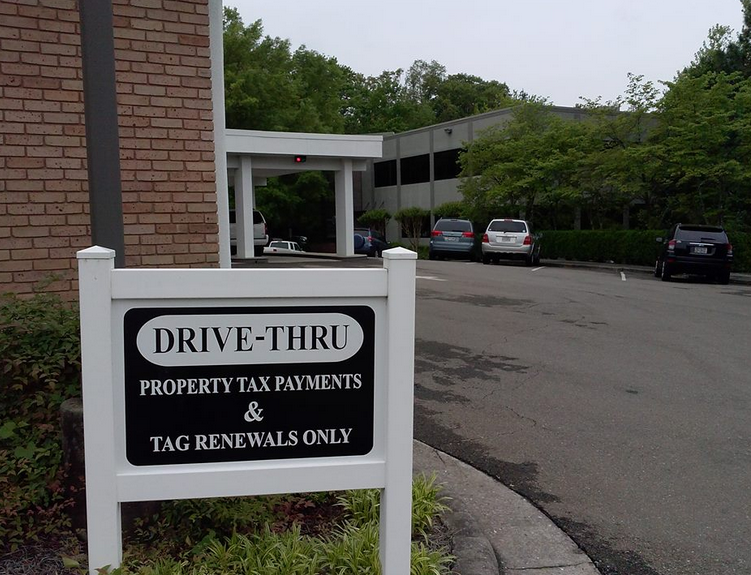 DRIVE-THRU
PROPERTY TAX PAYMENTS
&
TAG RENEWALS ONLY